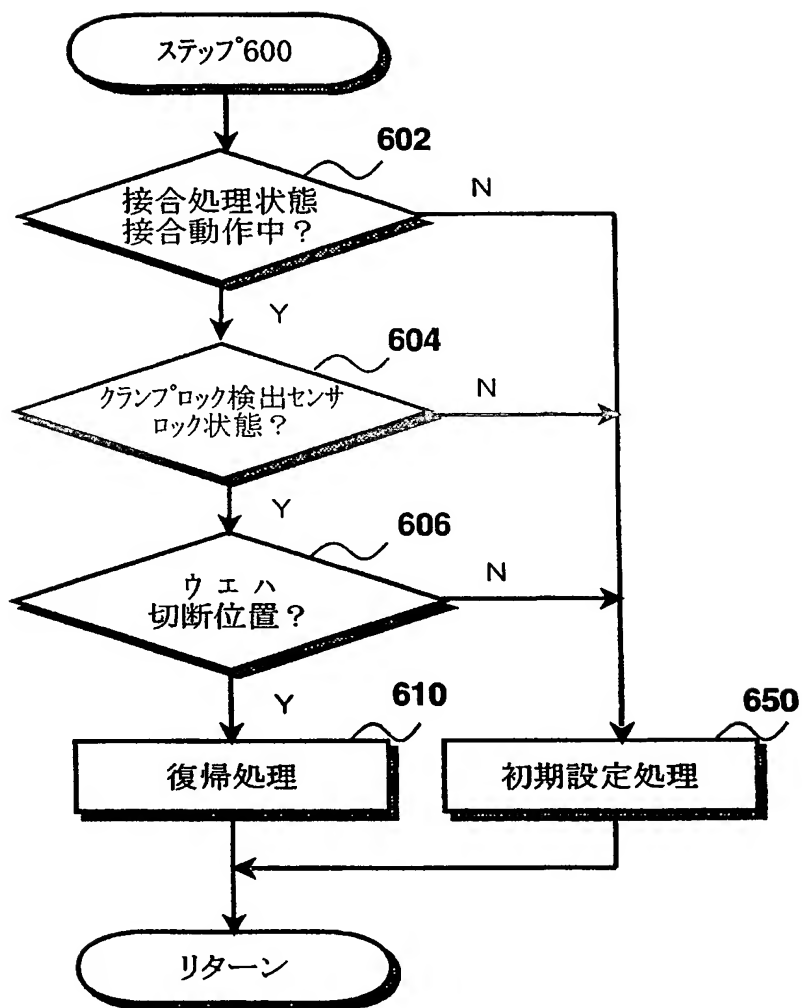 ステップ600
602
接合処理状態
接合動作中？
N
Y
604
クランプロック検出センサ
ロック状態？
N
Y
606
ウエハ
切断位置？
N
Y
610
復帰処理
650
初期設定処理
リターン